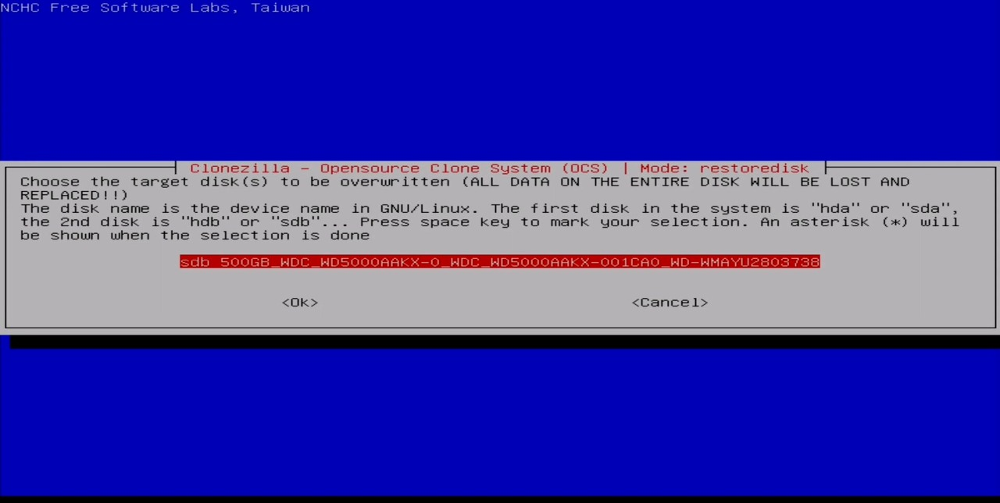 NCHC Free Software Labs, Taiwan
Clonezilla - Opensource Clone System (OCS) | Mode: restoredisk
Choose the target disk(s) to be overwritten (ALL DATA ON THE ENTIRE DISK WILL BE LOST AND
REPLACED!!)
The disk name is the device name in GNU/Linux. The first disk in the system is "hda" or "sda",
the 2nd disk is "hdb" or "sdb"... Press space key to mark your selection. An asterisk (*) will
be shown when the selection is done
sdb 500GB_WDC_WD5000AAKX-0_WDC_WD5000AAKX-001CA0_WD-WMAYU2803738
<Ok> <Cancel>